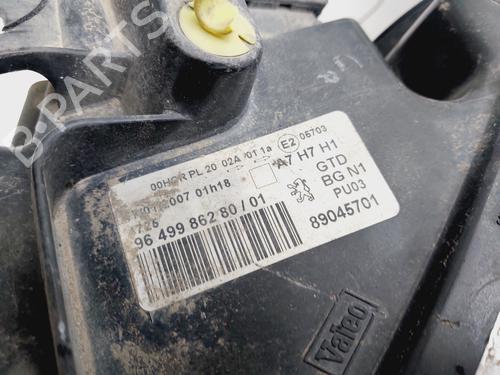 B-PARTS
00HCR PL 20 02A 01 1a E2 06703
007 01h18 A7 H7 H1
GTD
BG N1
96 499 862 80/01 PU03
89045701
Valeo